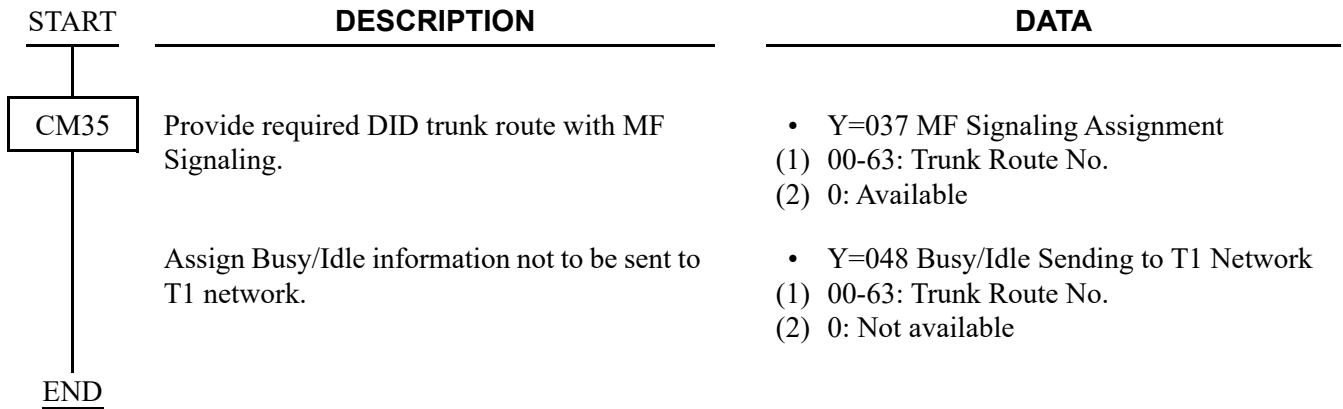 START DESCRIPTION DATA
CM35 Provide required DID trunk route with MF • Y=037 MF Signaling Assignment
Signaling. (1) 00-63: Trunk Route No.
(2) 0: Available
Assign Busy/Idle information not to be sent to • Y=048 Busy/Idle Sending to T1 Network
T1 network. (1) 00-63: Trunk Route No.
(2) 0: Not available
END